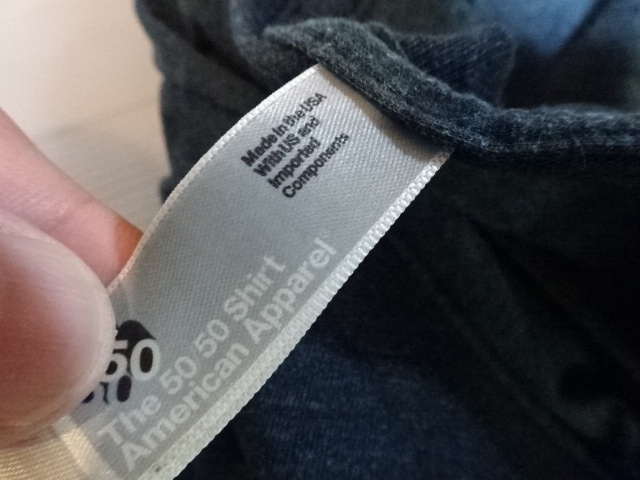 Made in the USA
With US and
Imported
Components
50
The 50 50 Shirt
American Apparel